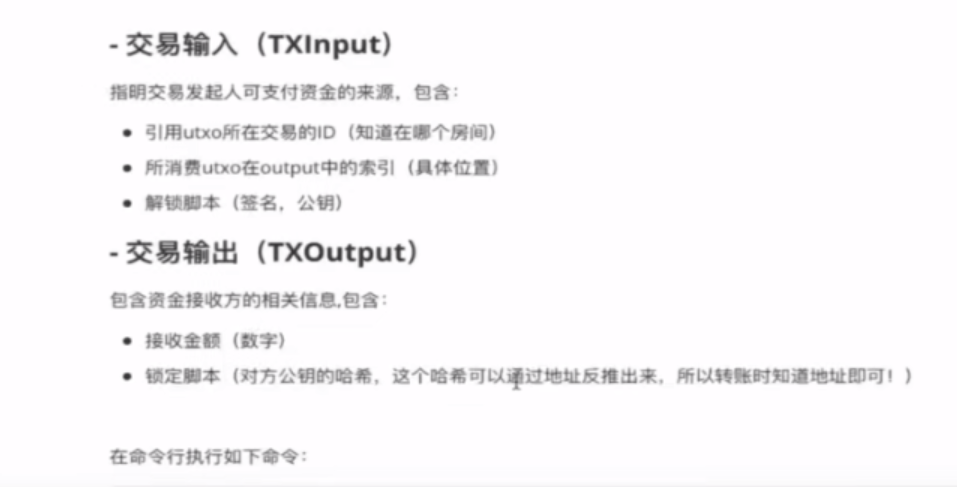 - 交易输入（TXInput）
指明交易发起人可支付资金的来源，包含：
● 引用utxo所在交易的ID（知道在哪个房间）
● 所消费utxo在output中的索引（具体位置）
● 解锁脚本（签名，公钥）
- 交易输出（TXOutput）
包含资金接收方的相关信息,包含：
● 接收金额（数字）
● 锁定脚本（对方公钥的哈希，这个哈希可以通过地址反推出来，所以转账时知道地址即可！）
在命令行执行如下命令：